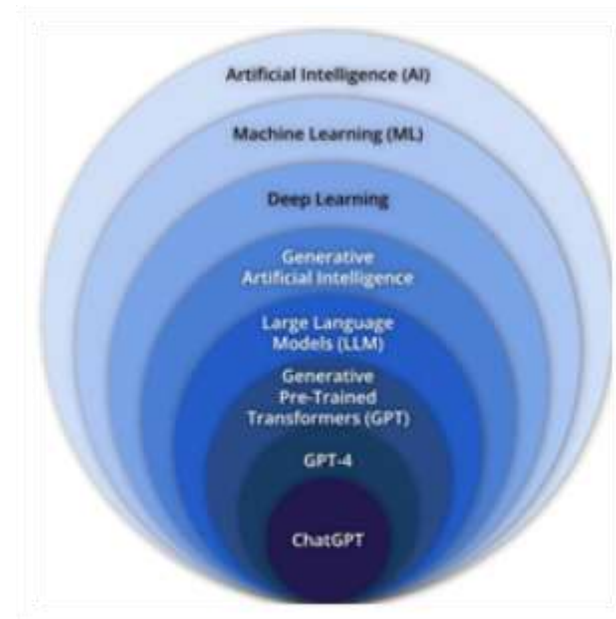 Artificial Intelligence (AI)
Machine Learning (ML)
Deep Learning
Generative
Artificial Intelligence
Large Language
Models (LLM)
Generative
Pre-Trained
Transformers (GPT)
GPT-4
ChatGPT